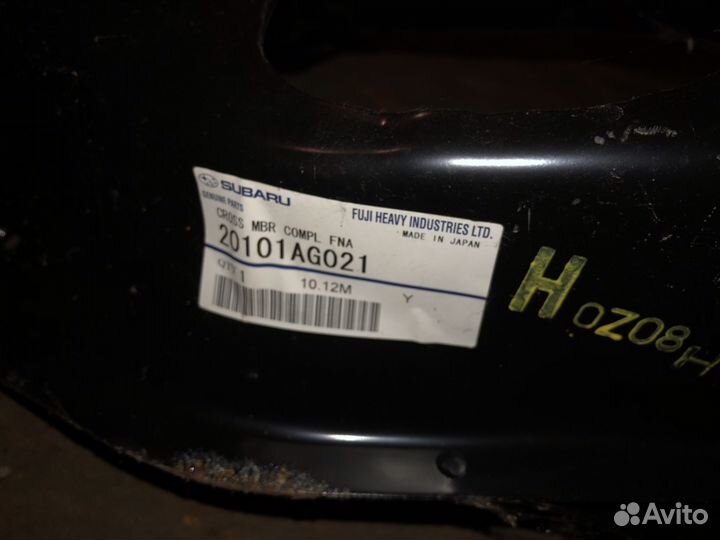 SUBARU
GENUINE PARTS
FUJI HEAVY INDUSTRIES LTD.
MADE IN JAPAN
CROSS MBR COMPL FNA
20101AG021
QTY 1
10.12M
Y
H 0Z08H
Avito